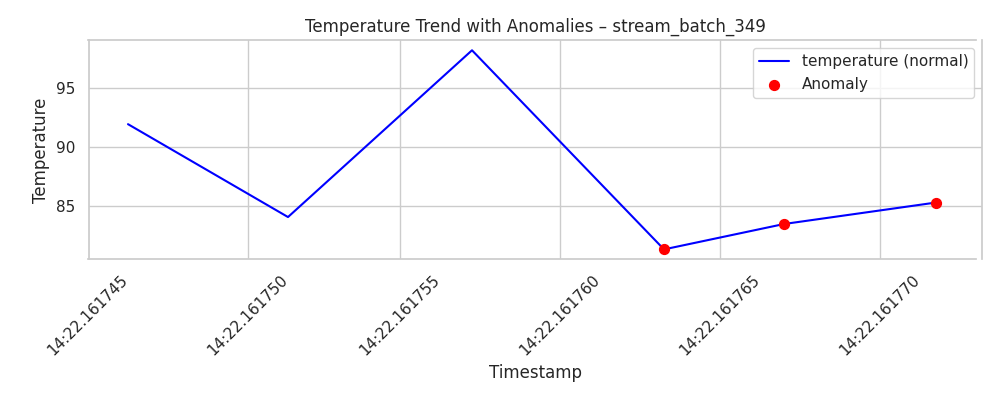 Temperature Trend with Anomalies – stream_batch_349
temperature (normal)
Anomaly
Temperature
95
90
85
14:22.161745
14:22.161750
14:22.161755
14:22.161760
14:22.161765
14:22.161770
Timestamp